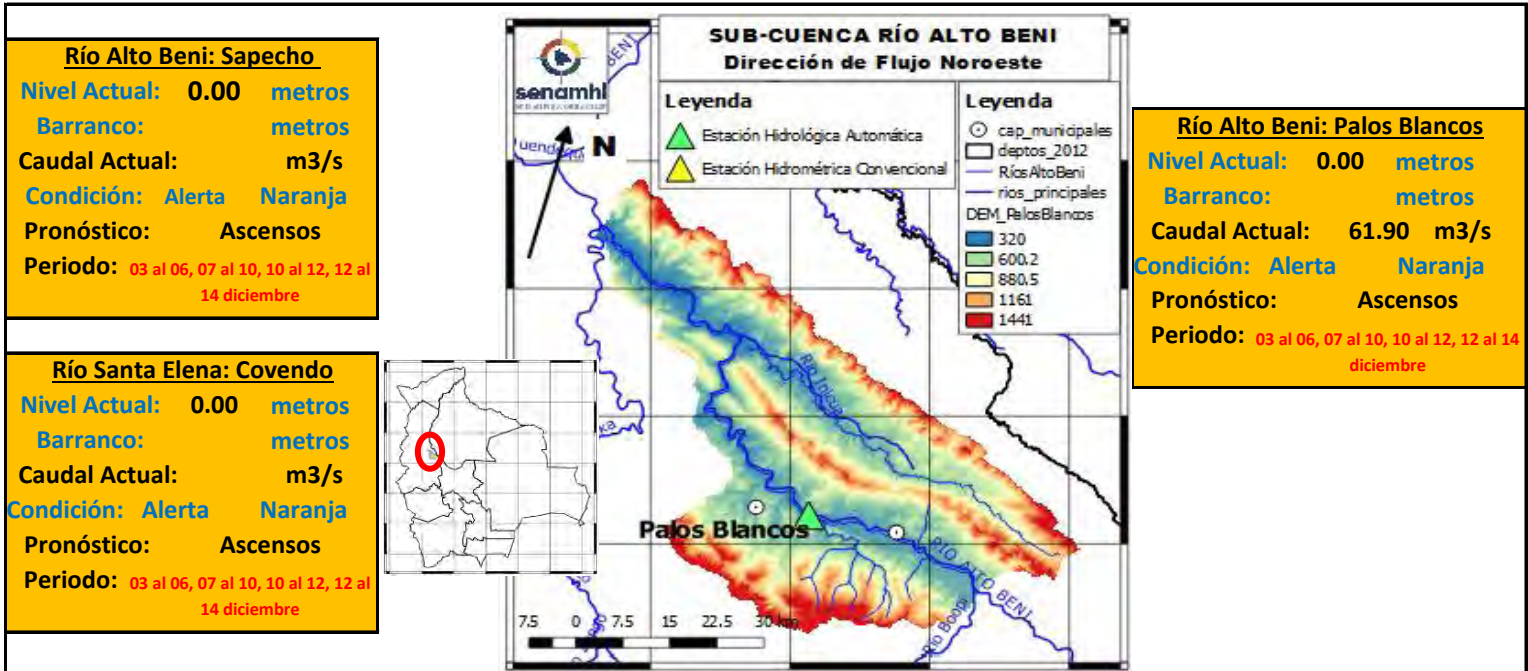 Río Alto Beni: Sapecho
Nivel Actual: 0.00 metros
Barranco: metros
Caudal Actual: m3/s
Condición: Alerta Naranja
Pronóstico: Ascensos
Periodo: 03 al 06, 07 al 10, 10 al 12, 12 al
14 diciembre
Río Santa Elena: Covendo
Nivel Actual: 0.00 metros
Barranco: metros
Caudal Actual: m3/s
Condición: Alerta Naranja
Pronóstico: Ascensos
Periodo: 03 al 06, 07 al 10, 10 al 12, 12 al
14 diciembre
senamhi
SUB-CUENCA RÍO ALTO BENI
Dirección de Flujo Noroeste
Leyenda
Estación Hidrológica Automática
Estación Hidrométrica Convencional
Leyenda
cap_municipales
deptos_2012
RíosAltoBeni
rios_principales
DEM_PalosBlancos
320
600.2
880.5
1161
1441
N
BENI
Río Inicua
Palos Blancos
RÍO ALTO BENI
Río Boopi
7.5 0 7.5 15 22.5 30 km
Río Alto Beni: Palos Blancos
Nivel Actual: 0.00 metros
Barranco: metros
Caudal Actual: 61.90 m3/s
Condición: Alerta Naranja
Pronóstico: Ascensos
Periodo: 03 al 06, 07 al 10, 10 al 12, 12 al 14
diciembre